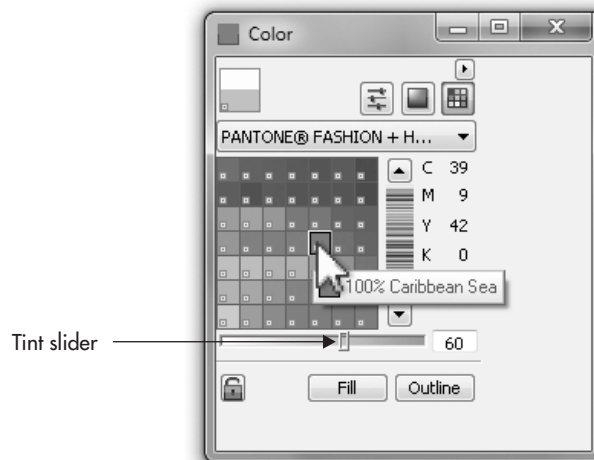 Color
PANTONE® FASHION + H...
C 39
M 9
Y 42
K 0
100% Caribbean Sea
Tint slider
60
Fill Outline